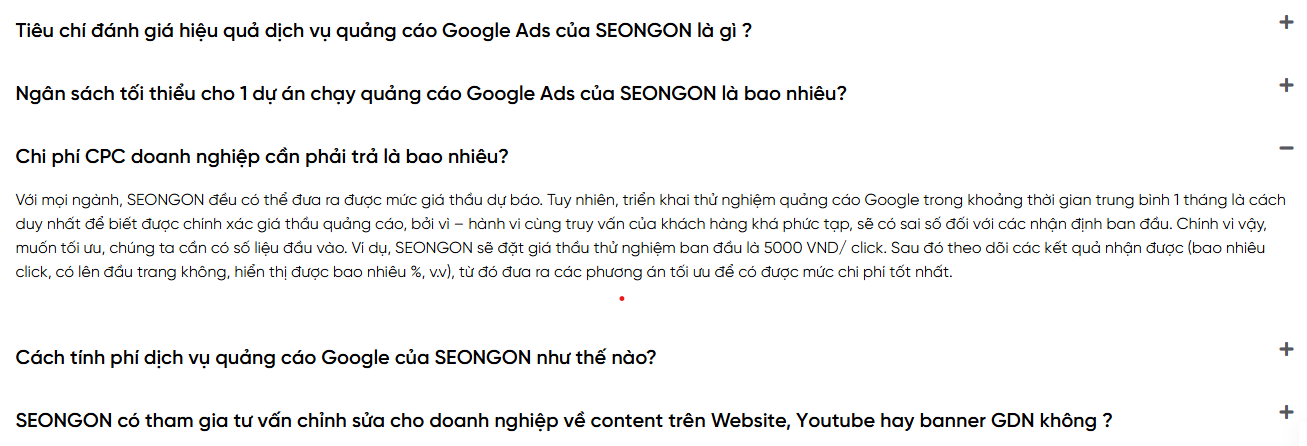 Tiêu chí đánh giá hiệu quả dịch vụ quảng cáo Google Ads của SEONGON là gì ?
Ngân sách tối thiểu cho 1 dự án chạy quảng cáo Google Ads của SEONGON là bao nhiêu?
Chi phí CPC doanh nghiệp cần phải trả là bao nhiêu?
Với mọi ngành, SEONGON đều có thể đưa ra được mức giá thầu dự báo. Tuy nhiên, triển khai thử nghiệm quảng cáo Google trong khoảng thời gian trung bình 1 tháng là cách
duy nhất để biết được chính xác giá thầu quảng cáo, bởi vì – hành vi cùng truy vấn của khách hàng khá phức tạp, sẽ có sai số đối với các nhận định ban đầu. Chính vì vậy,
muốn tối ưu, chúng ta cần có số liệu đầu vào. Ví dụ, SEONGON sẽ đặt giá thầu thử nghiệm ban đầu là 5000 VND/ click. Sau đó theo dõi các kết quả nhận được (bao nhiêu
click, có lên đầu trang không, hiển thị được bao nhiêu %, v.v), từ đó đưa ra các phương án tối ưu để có được mức chi phí tốt nhất.
Cách tính phí dịch vụ quảng cáo Google của SEONGON như thế nào?
SEONGON có tham gia tư vấn chỉnh sửa cho doanh nghiệp về content trên Website, Youtube hay banner GDN không ?